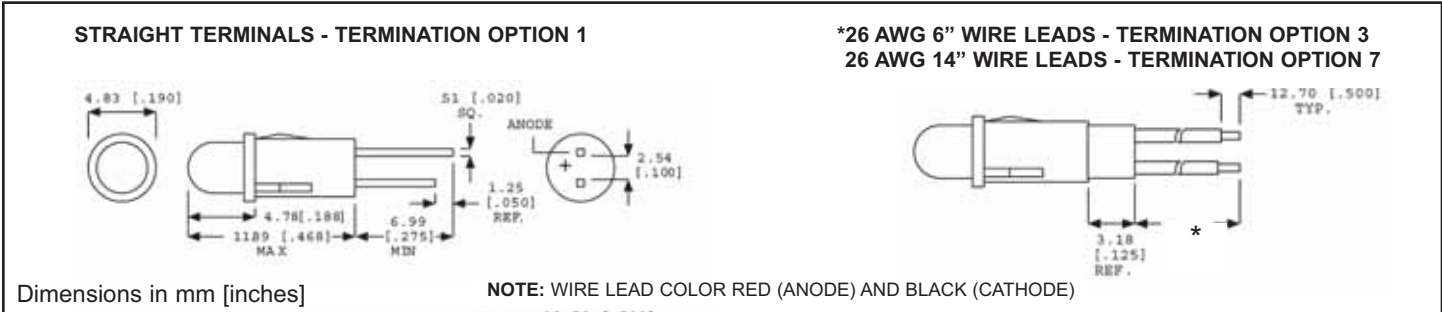 STRAIGHT TERMINALS - TERMINATION OPTION 1
*26 AWG 6” WIRE LEADS - TERMINATION OPTION 3
26 AWG 14” WIRE LEADS - TERMINATION OPTION 7
4.83 [.190]
.51 [.020]
SQ.
ANODE
+
2.54
[.100]
1.25
[.050]
REF.
4.78[.188]
1189 [.468]
MAX
6.99
[.275]
MIN
12.70 [.500]
TYP.
3.18
[.125]
REF.
*
Dimensions in mm [inches]
NOTE: WIRE LEAD COLOR RED (ANODE) AND BLACK (CATHODE)